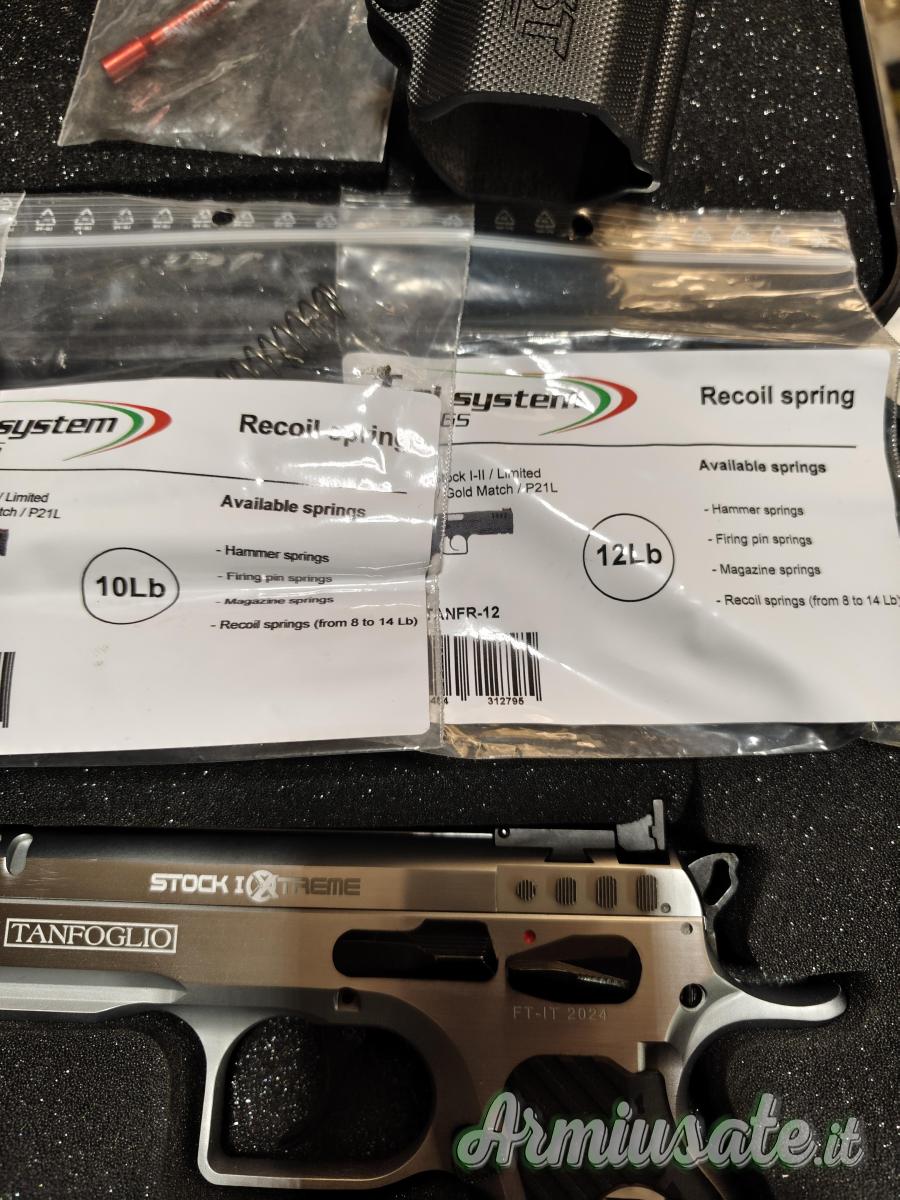 system
Recoil springs
/ Limited
tch / P21L
Available springs
- Hammer springs
- Firing pin springs
- Magazine springs
- Recoil springs (from 8 to 14 Lb)
10Lb
system
Recoil spring
Stock I-II / Limited
Gold Match / P21L
Available springs
- Hammer springs
- Firing pin springs
- Magazine springs
- Recoil springs (from 8 to 14 Lb)
12Lb
TANFR-12
312795
STOCK I XTREME
TANFOGLIO
FT-IT 2024
Armiusate.it